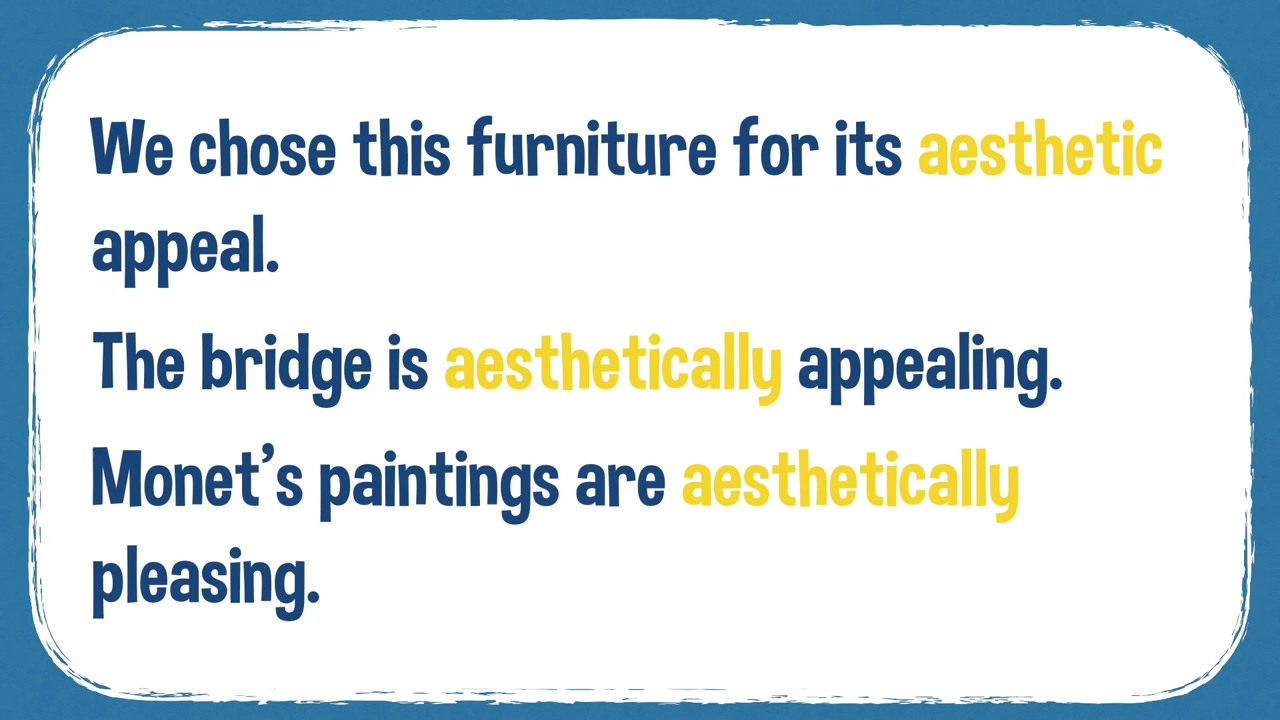 We chose this furniture for its aesthetic
appeal.
The bridge is aesthetically appealing.
Monet’s paintings are aesthetically
pleasing.